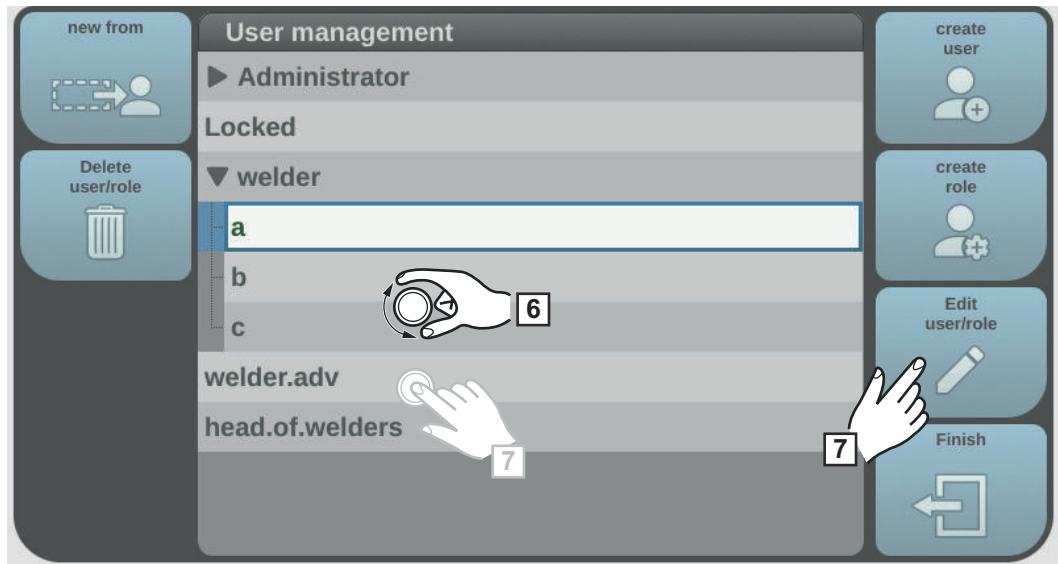 new from
User management
create
user
▶ Administrator
Locked
Delete
user/role
▼ welder
create
role
a
b
6
c
Edit
user/role
welder.adv
7
head.of.welders
7
Finish